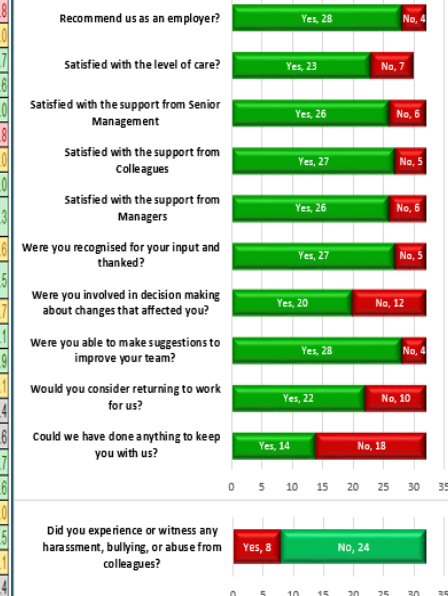 Recommend us as an employer?
Yes, 28
No, 4
Satisfied with the level of care?
Yes, 23
No, 7
Satisfied with the support from Senior
Management
Yes, 26
No, 6
Satisfied with the support from
Colleagues
Yes, 27
No, 5
Satisfied with the support from
Managers
Yes, 26
No, 6
Were you recognised for your input and
thanked?
Yes, 27
No, 5
Were you involved in decision making
about changes that affected you?
Yes, 20
No, 12
Were you able to make suggestions to
improve your team?
Yes, 28
No, 4
Would you consider returning to work
for us?
Yes, 22
No, 10
Could we have done anything to keep
you with us?
Yes, 14
No, 18
0 5 10 15 20 25 30 35
Did you experience or witness any
harassment, bullying, or abuse from
colleagues?
Yes, 8
No, 24
0 5 10 15 20 25 30 35